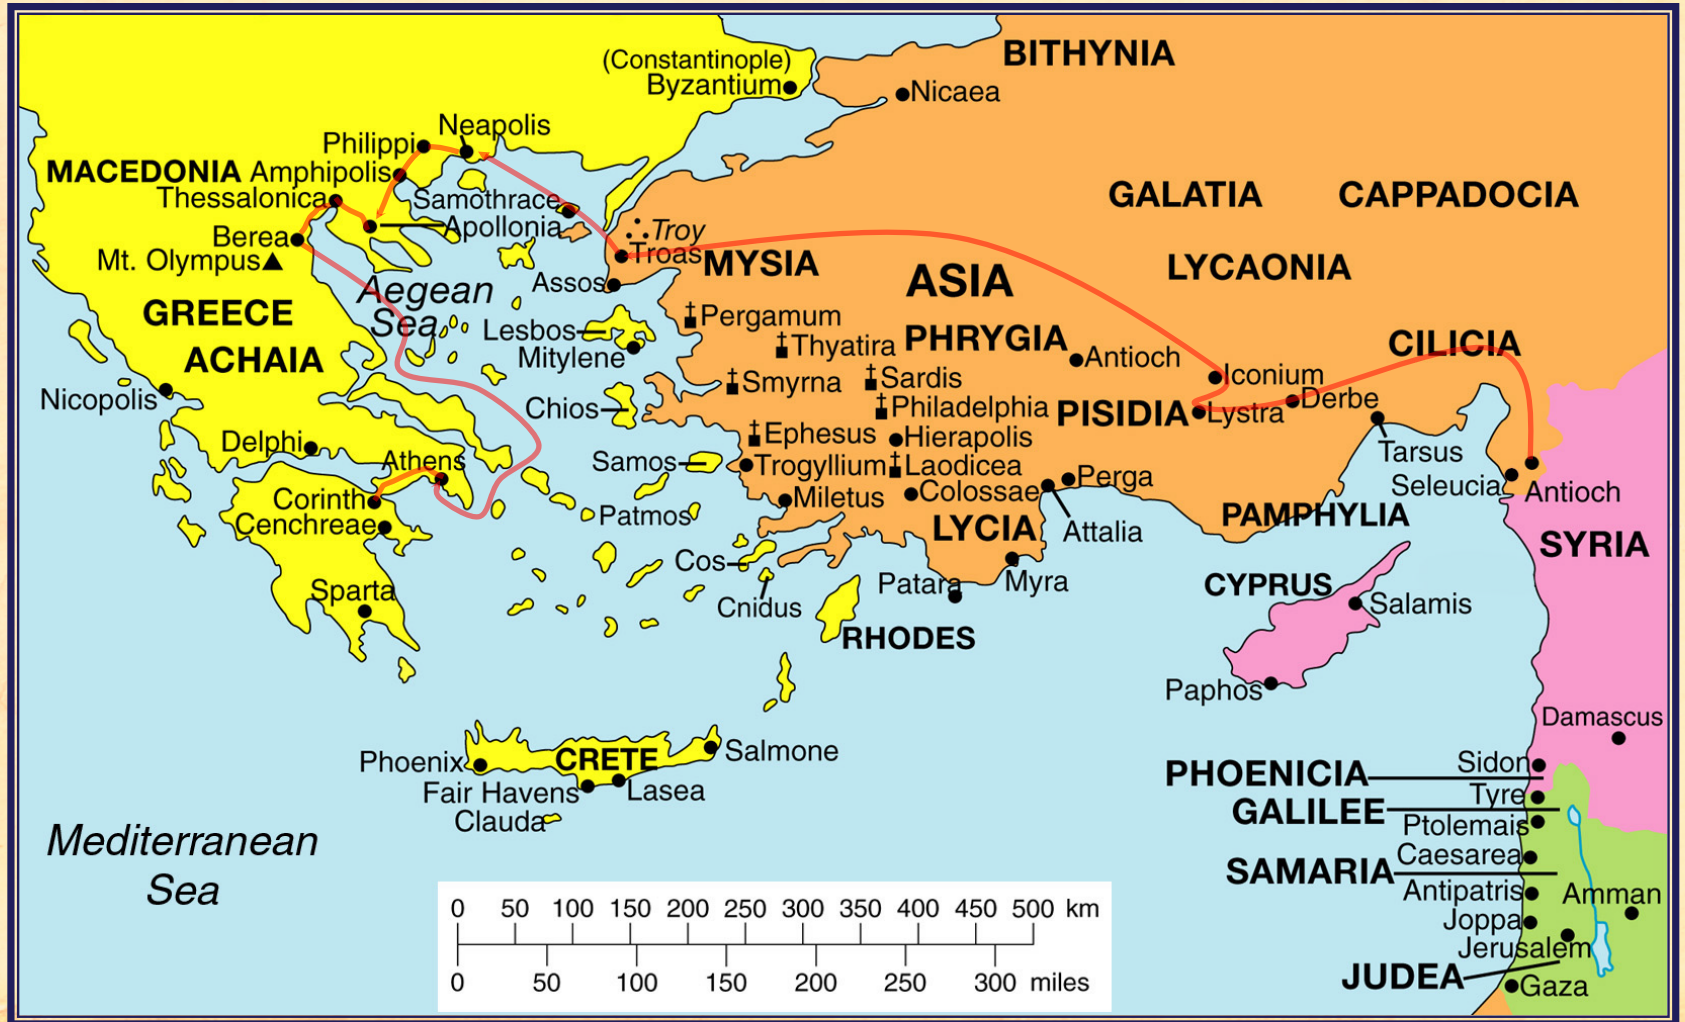 BITHYNIA
(Constantinople)
Byzantium
Nicaea
Neapolis
Philippi
MACEDONIA
Amphipolis
Thessalonica
Samothrace
Apollonia
Berea
Mt. Olympus
Troy
Troas
MYSIA
GALATIA
CAPPADOCIA
LYCAONIA
ASIA
Assos
Aegean
Sea
GREECE
ACHAIA
Lesbos
Mitylene
Pergamum
Thyatira
PHRYGIA
Antioch
CILICIA
Iconium
Nicopolis
Smyrna
Sardis
Chios
Philadelphia
PISIDIA
Lystra
Derbe
Delphi
Athens
Ephesus
Hierapolis
Samos
Trogyllium
Laodicea
Perga
Tarsus
Seleucia
Antioch
Corinth
Cenchreae
Miletus
Colossae
Patmos
Attalia
PAMPHYLIA
SYRIA
LYCIA
Cos
Cnidus
Patara
Myra
CYPRUS
Salamis
Sparta
RHODES
Paphos
Damascus
Phoenix
CRETE
Salmone
Fair Havens
Lasea
Clauda
PHOENICIA
Sidon
Tyre
GALILEE
Ptolemais
Caesarea
SAMARIA
Antipatris
Amman
Joppa
Jerusalem
JUDEA
Gaza
Mediterranean
Sea
0 50 100 150 200 250 300 350 400 450 500 km
0 50 100 150 200 250 300 miles